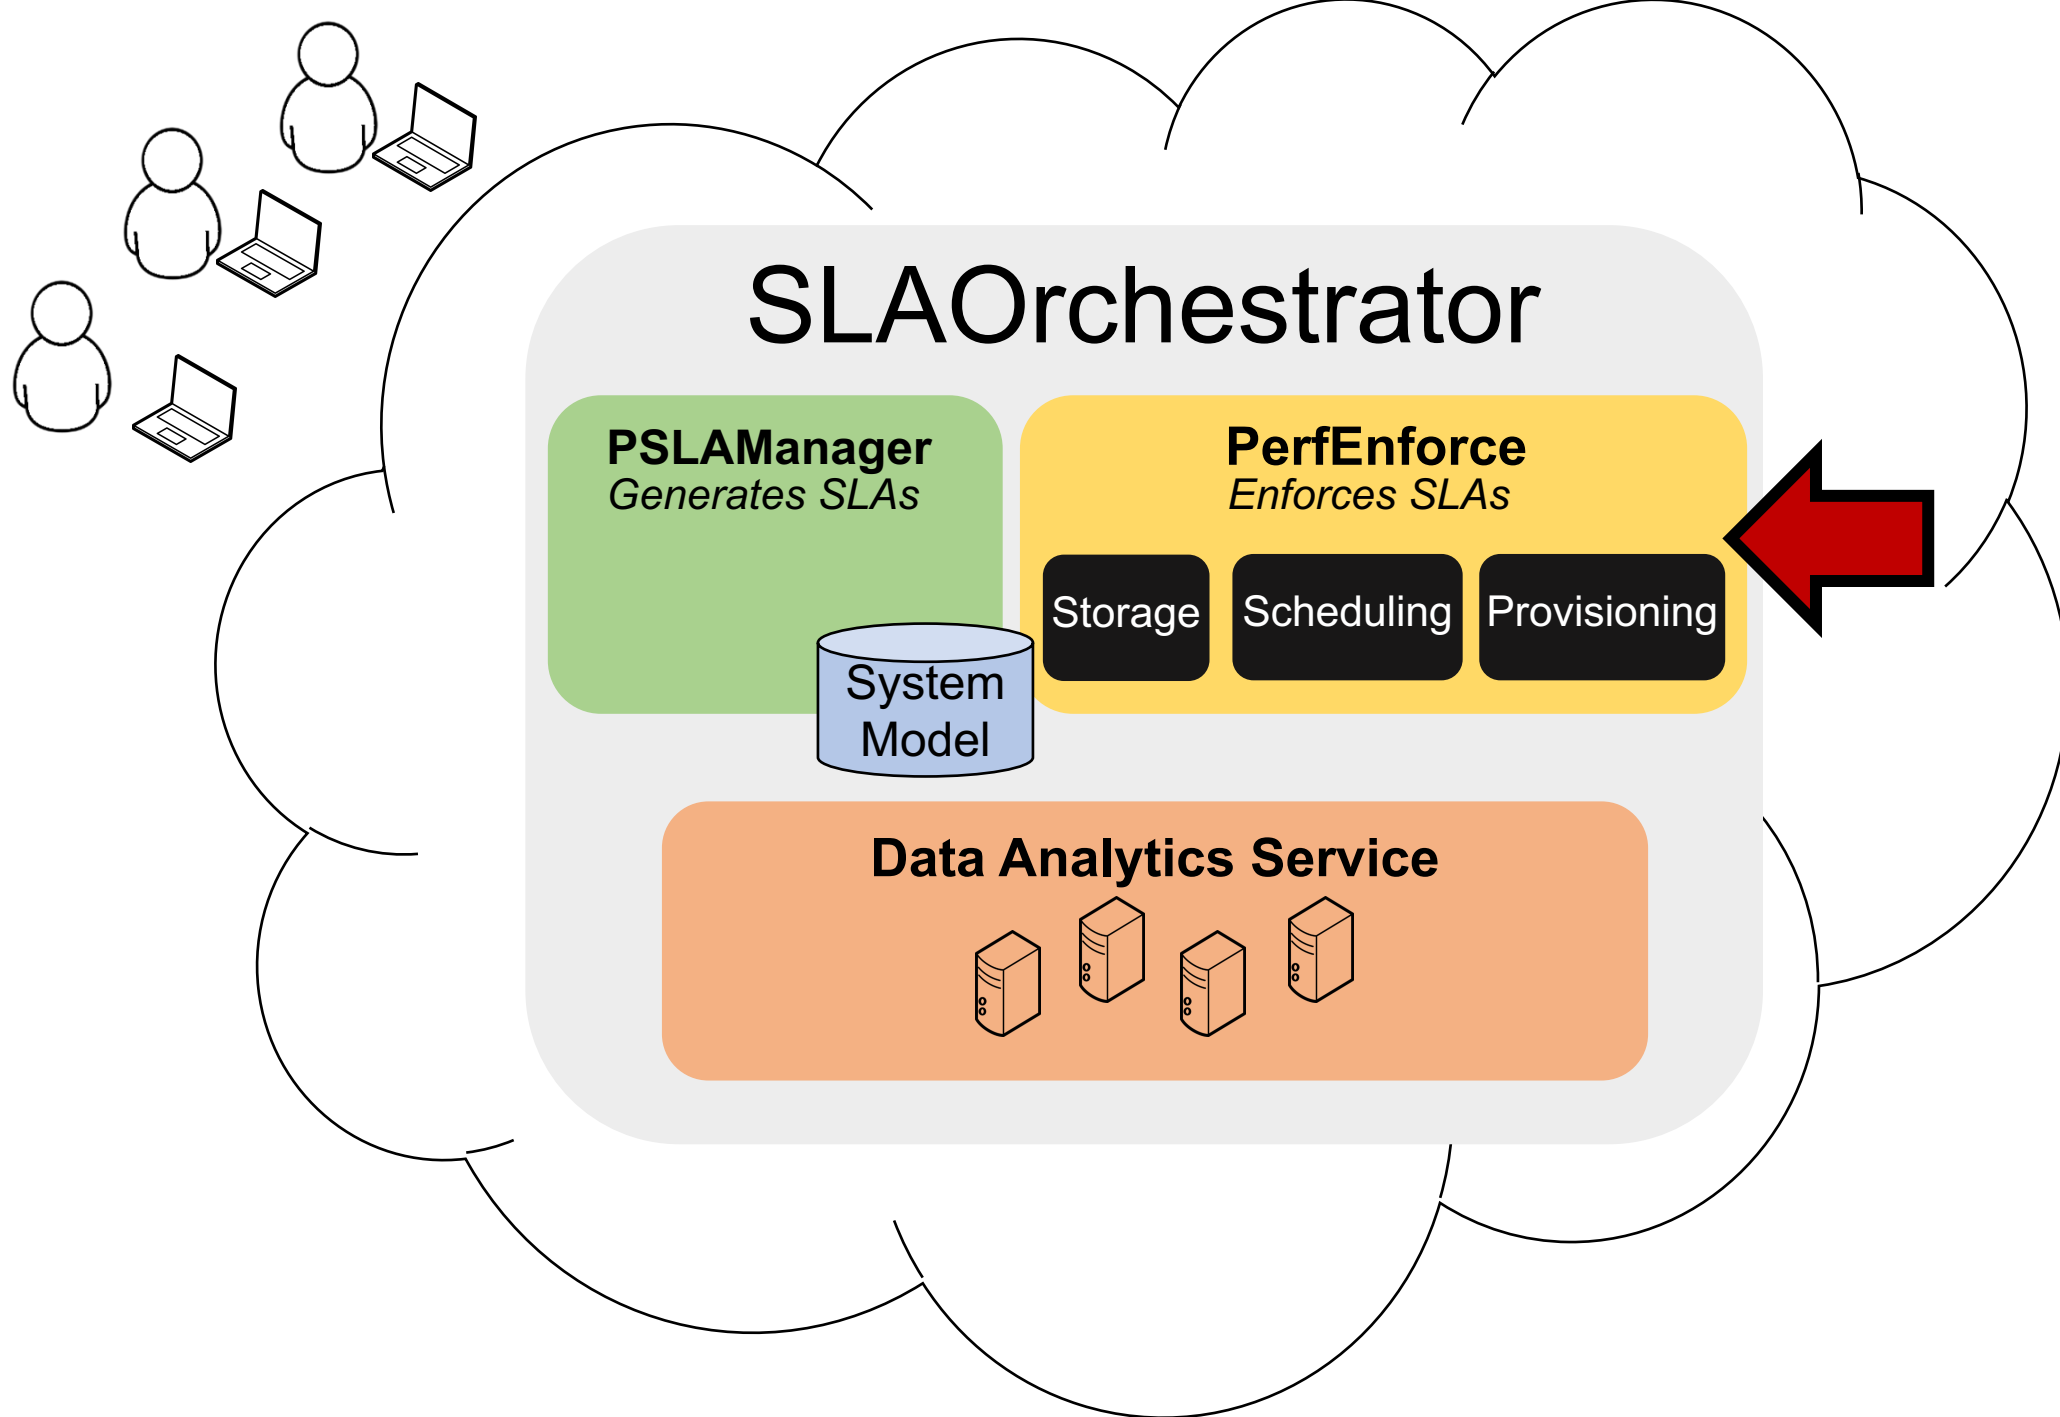 SLAOrchestrator
PSLAManager
Generates SLAs
PerfEnforce
Enforces SLAs
Storage
Scheduling
Provisioning
System
Model
Data Analytics Service